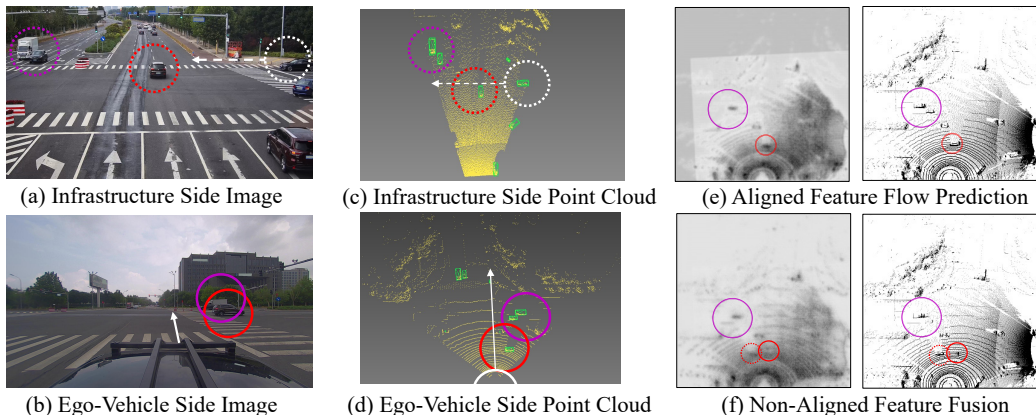 (a) Infrastructure Side Image
(c) Infrastructure Side Point Cloud
(e) Aligned Feature Flow Prediction
(b) Ego-Vehicle Side Image
(d) Ego-Vehicle Side Point Cloud
(f) Non-Aligned Feature Fusion